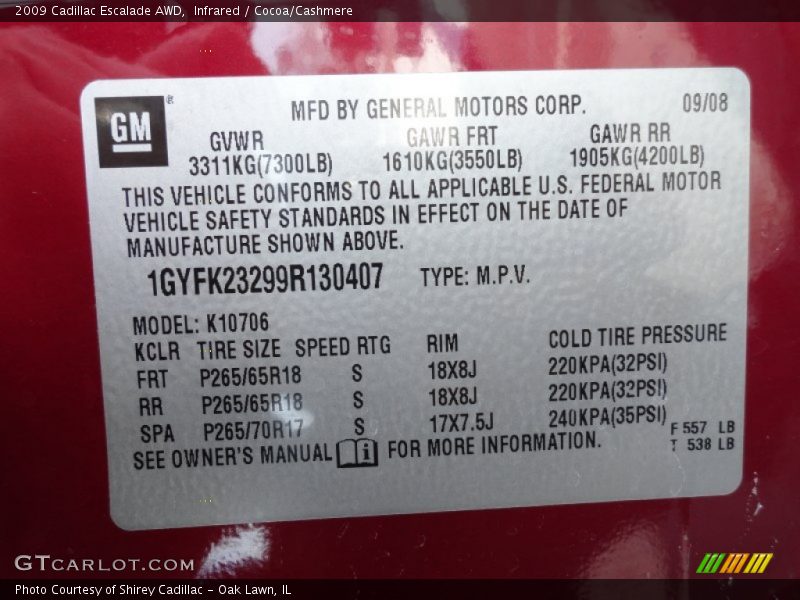 2009 Cadillac Escalade AWD,  Infrared / Cocoa/Cashmere
GM®
MFD BY GENERAL MOTORS CORP. 09/08
GVWR GAWR FRT GAWR RR
3311KG(7300LB) 1610KG(3550LB) 1905KG(4200LB)
THIS VEHICLE CONFORMS TO ALL APPLICABLE U.S. FEDERAL MOTOR
VEHICLE SAFETY STANDARDS IN EFFECT ON THE DATE OF
MANUFACTURE SHOWN ABOVE.
1GYFK23299R130407 TYPE: M.P.V.
MODEL: K10706
KCLR TIRE SIZE SPEED RTG RIM COLD TIRE PRESSURE
FRT P265/65R18 S 18X8J 220KPA(32PSI)
RR P265/65R18 S 18X8J 220KPA(32PSI)
SPA P265/70R17 S 17X7.5J 240KPA(35PSI) F 557 LB
T 538 LB
SEE OWNER'S MANUAL FOR MORE INFORMATION.
GTCARLOT.COM
Photo Courtesy of Shirey Cadillac - Oak Lawn, IL